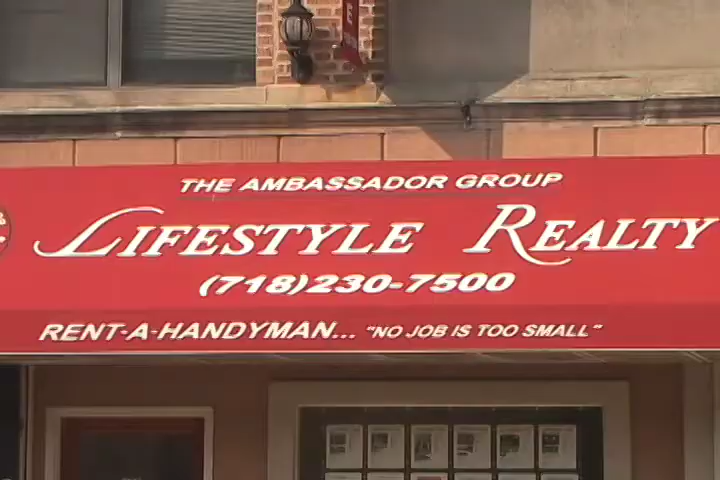 THE AMBASSADOR GROUP
LIFESTYLE REALTY
(718)230-7500
RENT-A-HANDYMAN... "NO JOB IS TOO SMALL"